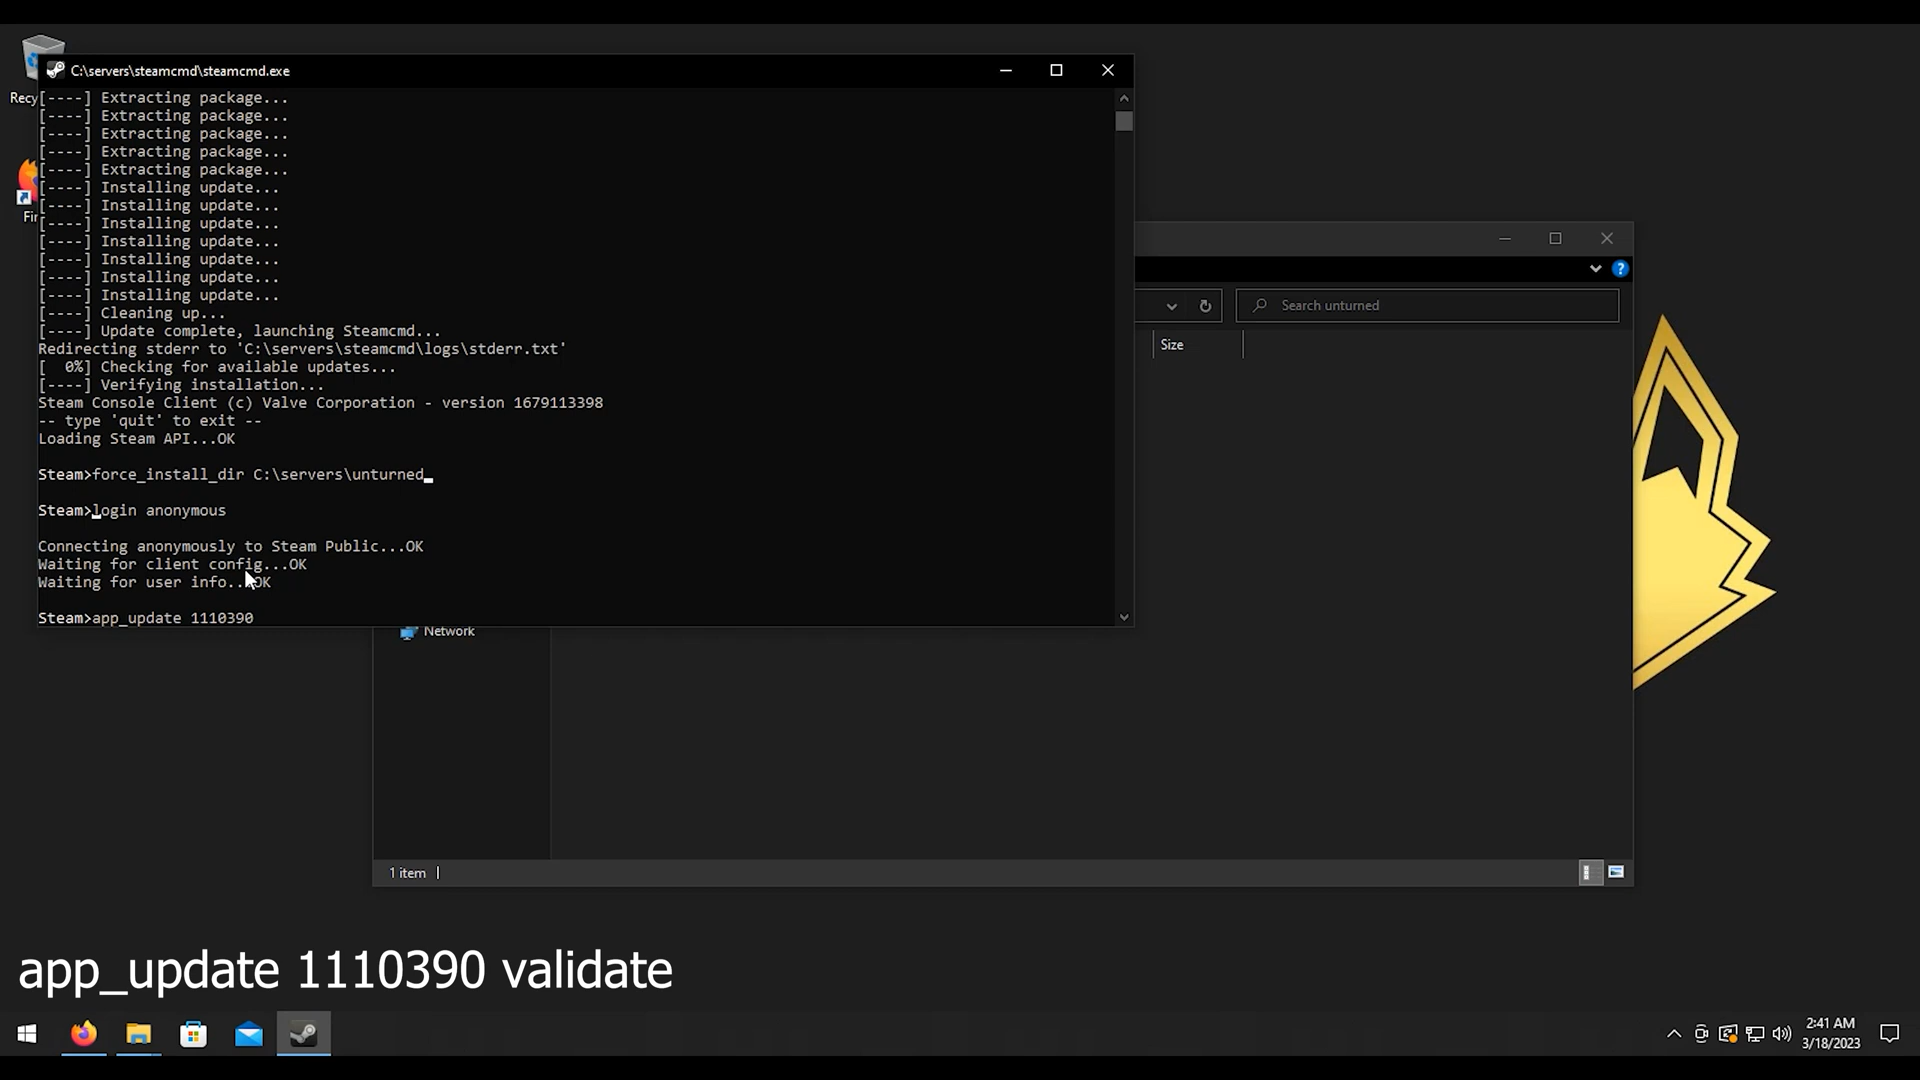 C:\servers\steamcmd\steamcmd.exe
Recy
[----] Extracting package...
[----] Extracting package...
[----] Extracting package...
[----] Extracting package...
[----] Extracting package...
[----] Installing update...
[----] Installing update...
[----] Installing update...
[----] Installing update...
[----] Installing update...
[----] Installing update...
[----] Installing update...
[----] Cleaning up...
[----] Update complete, launching Steamcmd...
Redirecting stderr to 'C:\servers\steamcmd\logs\stderr.txt'
[  0%] Checking for available updates...
[----] Verifying installation...
Steam Console Client (c) Valve Corporation - version 1679113398
-- type 'quit' to exit --
Loading Steam API...OK
Steam>force_install_dir C:\servers\unturned
Steam>login anonymous
Connecting anonymously to Steam Public...OK
Waiting for client config...OK
Waiting for user info...OK
Steam>app_update 1110390
Fir
Search unturned
Size
Network
1 item
app_update 1110390 validate
2:41 AM
3/18/2023